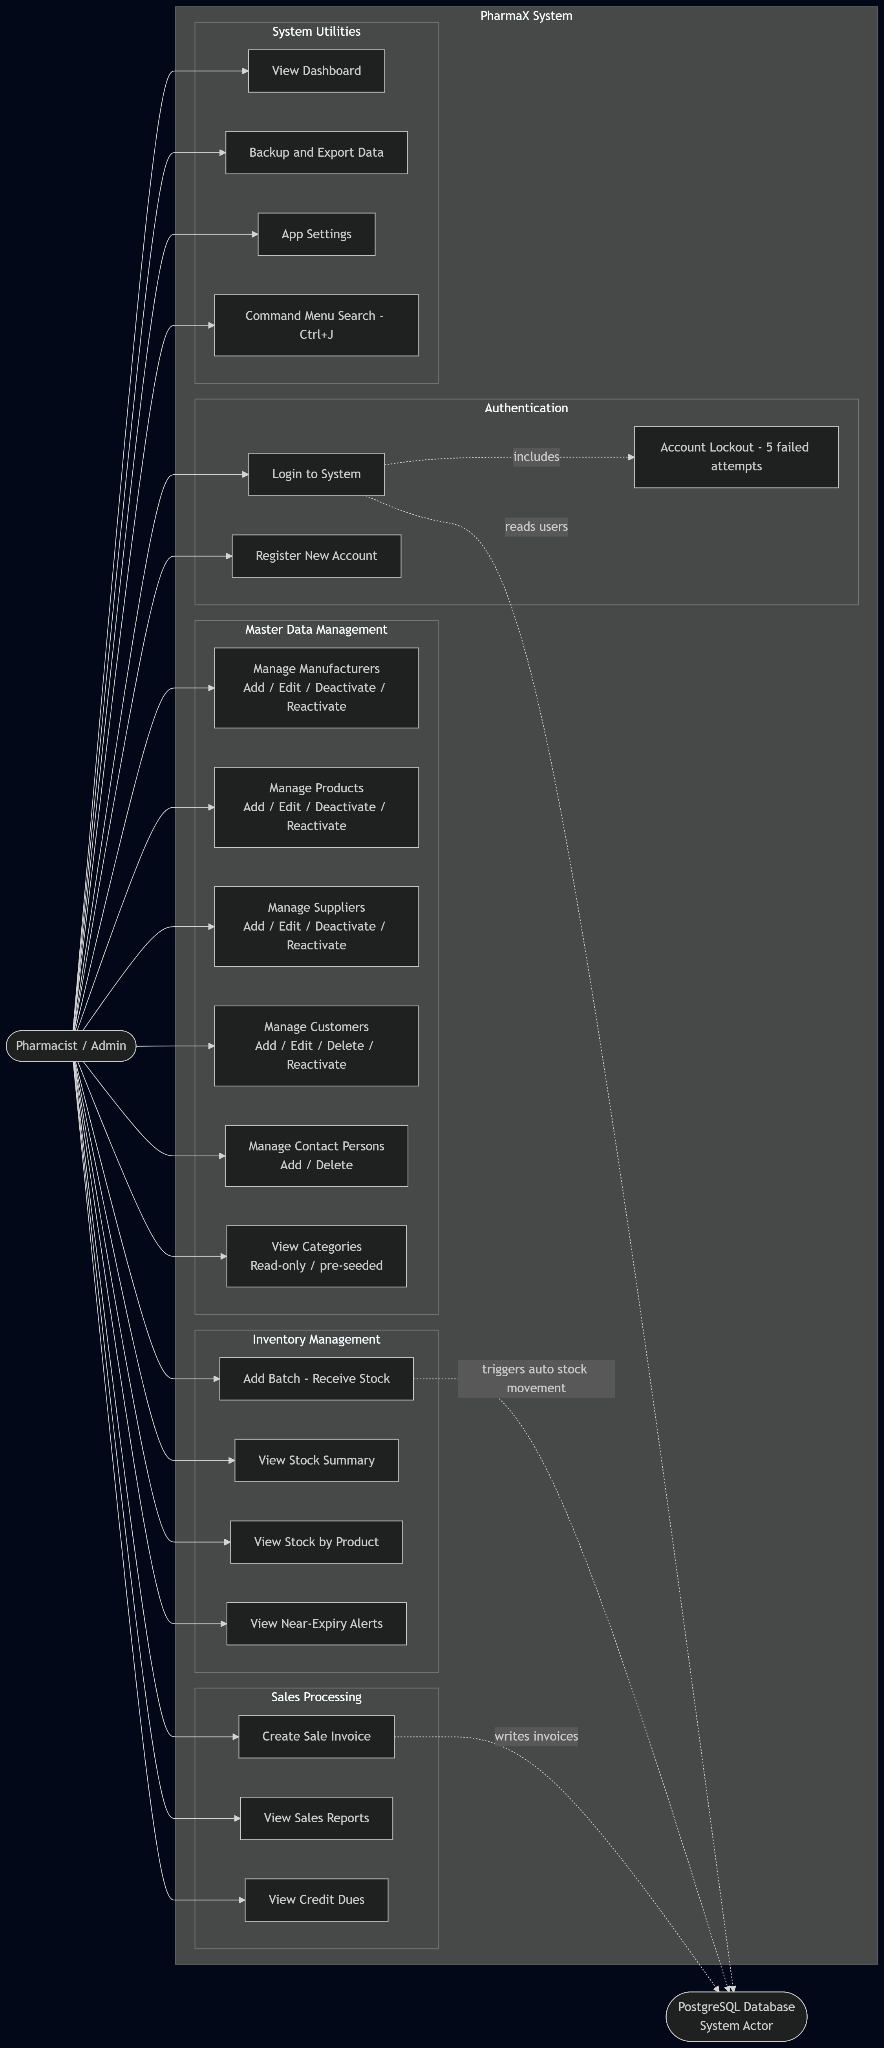 PharmaX System
System Utilities
View Dashboard
Backup and Export Data
App Settings
Command Menu Search -
Ctrl+J
Authentication
Login to System
includes
Account Lockout - 5 failed
attempts
reads users
Register New Account
Master Data Management
Manage Manufacturers
Add / Edit / Deactivate /
Reactivate
Manage Products
Add / Edit / Deactivate /
Reactivate
Manage Suppliers
Add / Edit / Deactivate /
Reactivate
Manage Customers
Add / Edit / Delete /
Reactivate
Pharmacist / Admin
Manage Contact Persons
Add / Delete
View Categories
Read-only / pre-seeded
Inventory Management
Add Batch - Receive Stock
triggers auto stock
movement
View Stock Summary
View Stock by Product
View Near-Expiry Alerts
Sales Processing
Create Sale Invoice
writes invoices
View Sales Reports
View Credit Dues
PostgreSQL Database
System Actor